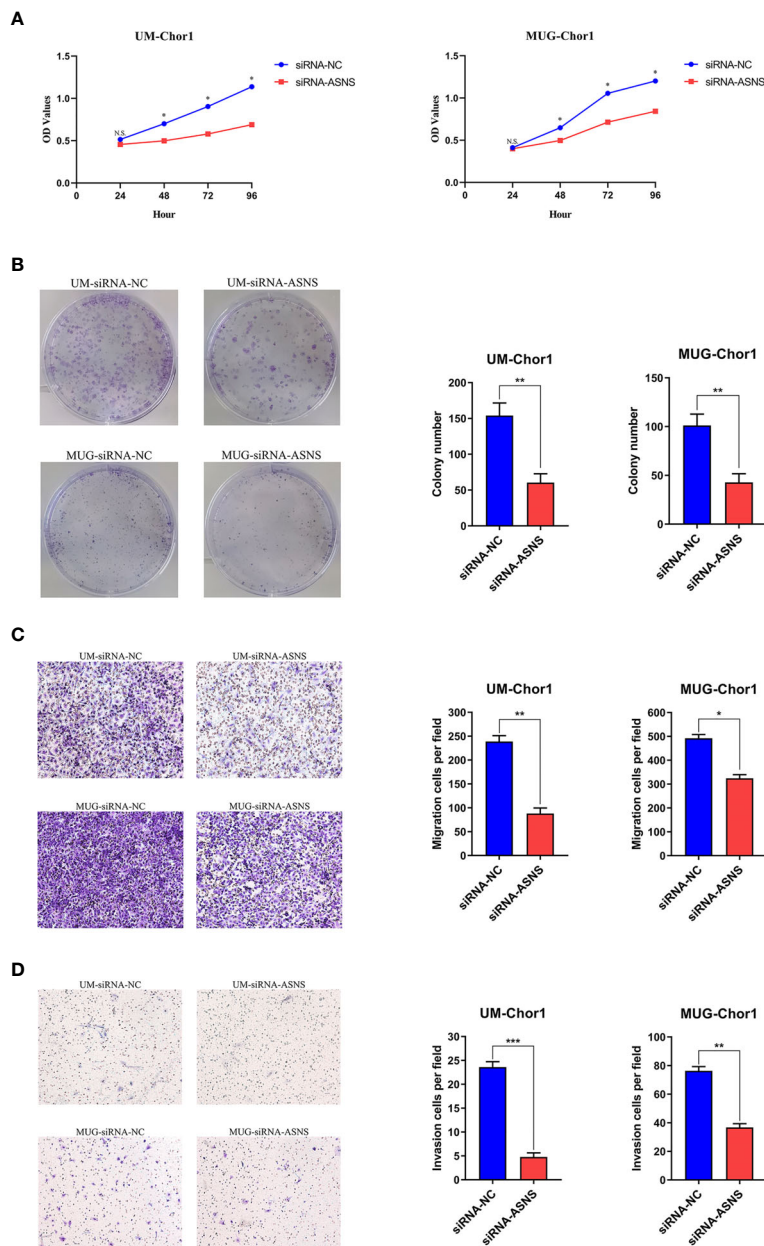 A
UM-Chor1
OD Values
1.5
1.0
0.5
0.0
0
24
48
72
96
Hour
N.S.
*
*
*
siRNA-NC
siRNA-ASNS
MUG-Chor1
OD Values
1.5
1.0
0.5
0.0
0
24
48
72
96
Hour
N.S.
*
*
*
siRNA-NC
siRNA-ASNS
B
UM-siRNA-NC
UM-siRNA-ASNS
MUG-siRNA-NC
MUG-siRNA-ASNS
UM-Chor1
Colony number
200
150
100
50
0
**
siRNA-NC
siRNA-ASNS
MUG-Chor1
Colony number
150
100
50
0
**
siRNA-NC
siRNA-ASNS
C
UM-siRNA-NC
UM-siRNA-ASNS
MUG-siRNA-NC
MUG-siRNA-ASNS
UM-Chor1
Migration cells per field
300
250
200
150
100
50
0
**
siRNA-NC
siRNA-ASNS
MUG-Chor1
Migration cells per field
600
500
400
300
200
100
0
*
siRNA-NC
siRNA-ASNS
D
UM-siRNA-NC
UM-siRNA-ASNS
MUG-siRNA-NC
MUG-siRNA-ASNS
UM-Chor1
Invasion cells per field
30
25
20
15
10
5
0
***
siRNA-NC
siRNA-ASNS
MUG-Chor1
Invasion cells per field
80
60
40
20
0
**
siRNA-NC
siRNA-ASNS